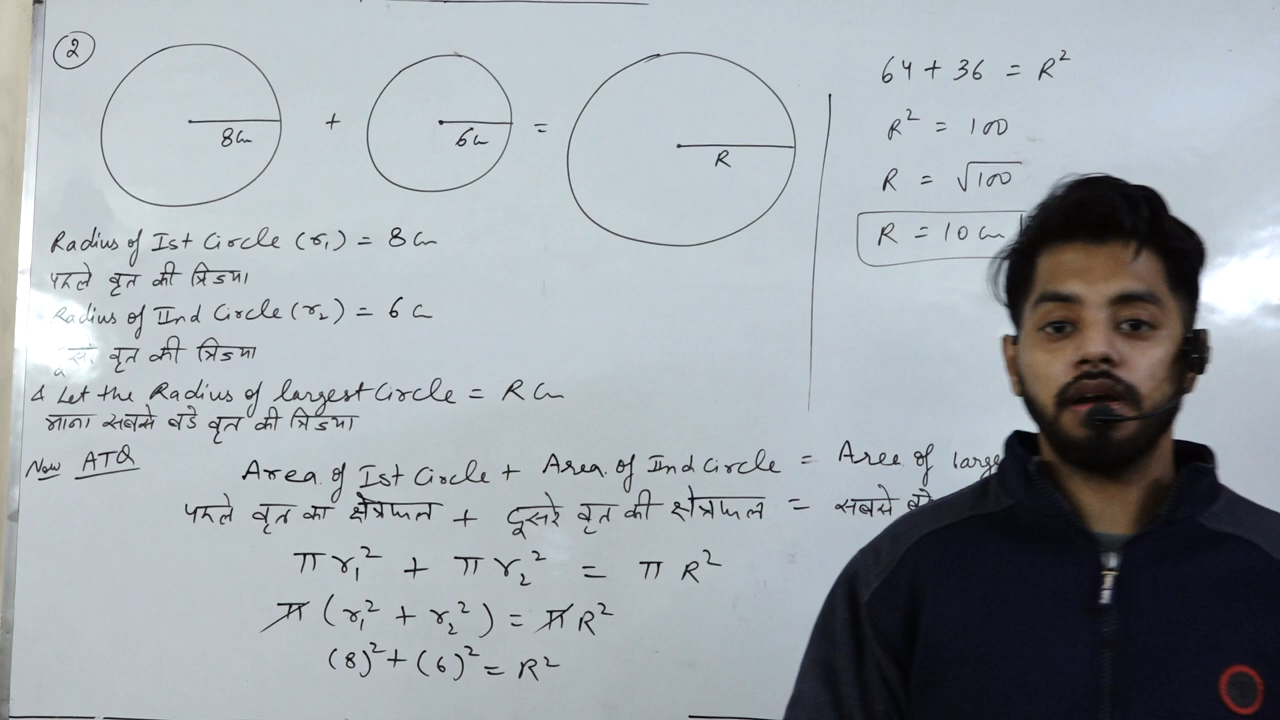 2
8cm + 6cm = R
Radius of Ist Circle (r₁) = 8 cm
पहले वृत की त्रिज्या
Radius of IInd Circle (r₂) = 6 cm
वृत की त्रिज्या
Let the Radius of largest Circle = R cm
माना सबसे बडे वृत की त्रिज्या
Now ATQ
Area of Ist Circle + Area of IInd Circle = Area of
पहले वृत का क्षेत्रफल + दूसरे वृत की क्षेत्रफल = सबसे
πr₁² + πr₂² = πR²
π(r₁² + r₂²) = πR²
(8)² + (6)² = R²
64 + 36 = R²
R² = 100
R = √100
R = 10 cm